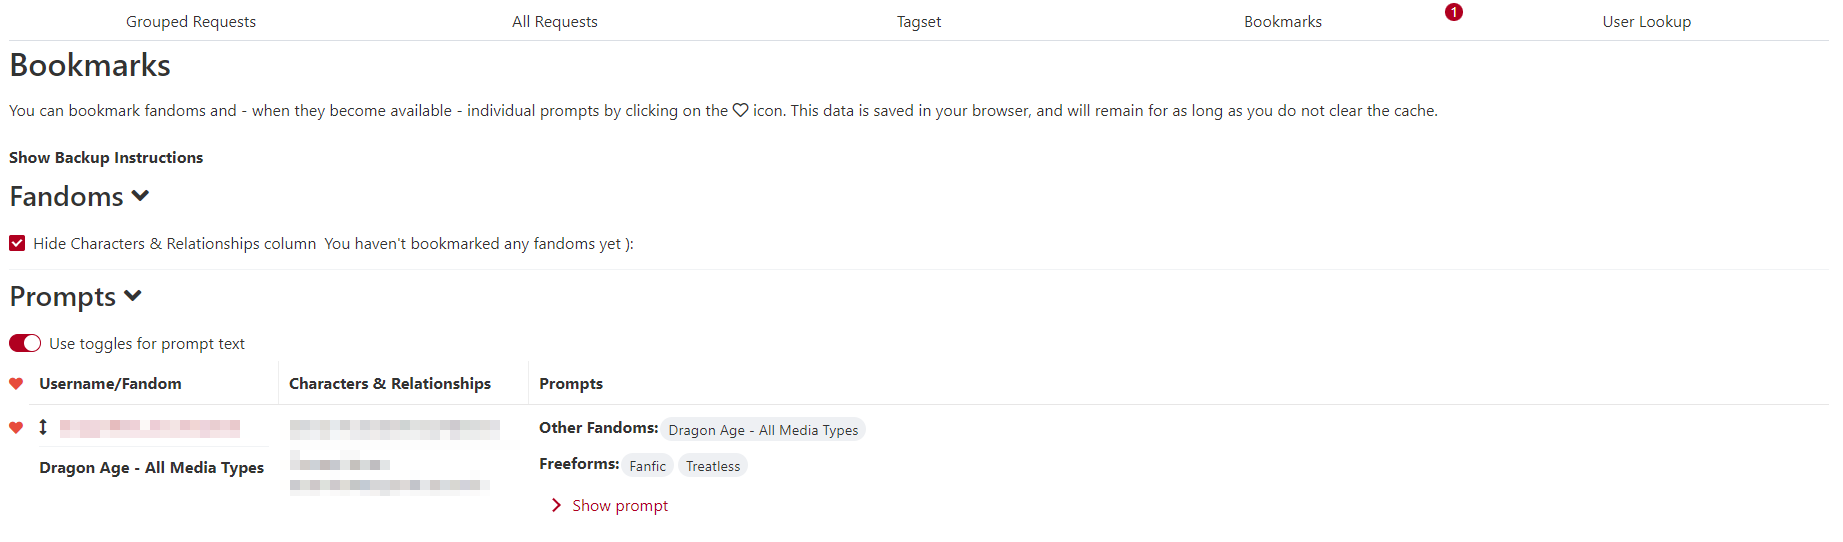 Grouped Requests All Requests Tagset Bookmarks 1 User Lookup
Bookmarks
You can bookmark fandoms and - when they become available - individual prompts by clicking on the icon. This data is saved in your browser, and will remain for as long as you do not clear the cache.
Show Backup Instructions
Fandoms
Hide Characters & Relationships column You haven't bookmarked any fandoms yet ):
Prompts
Use toggles for prompt text
Username/Fandom Characters & Relationships Prompts
Other Fandoms: Dragon Age - All Media Types
Dragon Age - All Media Types
Freeforms: Fanfic Treatless
Show prompt